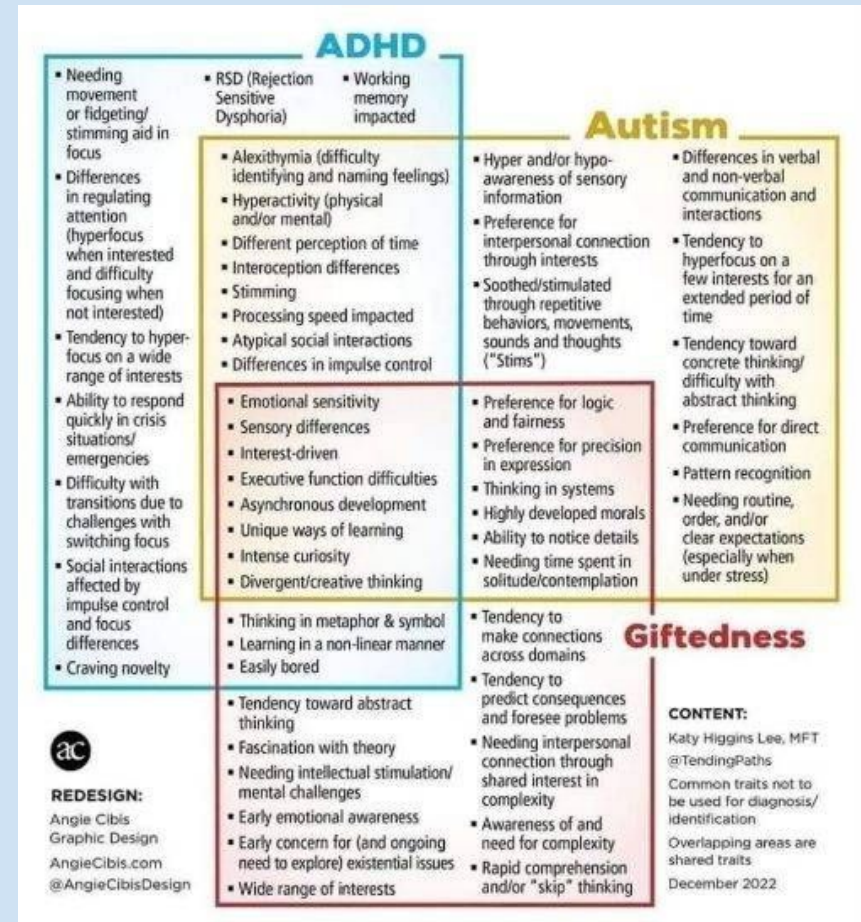 ADHD
▪ Needing
movement
or fidgeting/
stimming aid in
focus
▪ Differences
in regulating
attention
(hyperfocus
when interested
and difficulty
focusing when
not interested)
▪ Tendency to hyper-
focus on a wide
range of interests
▪ Ability to respond
quickly in crisis
situations/
emergencies
▪ Difficulty with
transitions due to
challenges with
switching focus
▪ Social interactions
affected by
impulse control
and focus
differences
▪ Craving novelty
▪ RSD (Rejection
Sensitive
Dysphoria)
▪ Working
memory
impacted
Autism
▪ Alexithymia (difficulty
identifying and naming feelings)
▪ Hyperactivity (physical
and/or mental)
▪ Different perception of time
▪ Interoception differences
▪ Stimming
▪ Processing speed impacted
▪ Atypical social interactions
▪ Differences in impulse control
▪ Hyper and/or hypo-
awareness of sensory
information
▪ Preference for
interpersonal connection
through interests
▪ Soothed/stimulated
through repetitive
behaviors, movements,
sounds and thoughts
("Stims")
▪ Differences in verbal
and non-verbal
communication and
interactions
▪ Tendency to
hyperfocus on a
few interests for an
extended period of
time
▪ Tendency toward
concrete thinking/
difficulty with
abstract thinking
▪ Preference for direct
communication
▪ Pattern recognition
▪ Needing routine,
order, and/or
clear expectations
(especially when
under stress)
▪ Emotional sensitivity
▪ Sensory differences
▪ Interest-driven
▪ Executive function difficulties
▪ Asynchronous development
▪ Unique ways of learning
▪ Intense curiosity
▪ Divergent/creative thinking
▪ Preference for logic
and fairness
▪ Preference for precision
in expression
▪ Thinking in systems
▪ Highly developed morals
▪ Ability to notice details
▪ Needing time spent in
solitude/contemplation
Giftedness
▪ Thinking in metaphor & symbol
▪ Learning in a non-linear manner
▪ Easily bored
▪ Tendency toward abstract
thinking
▪ Fascination with theory
▪ Needing intellectual stimulation/
mental challenges
▪ Early emotional awareness
▪ Early concern for (and ongoing
need to explore) existential issues
▪ Wide range of interests
▪ Tendency to
make connections
across domains
▪ Tendency to
predict consequences
and foresee problems
▪ Needing interpersonal
connection through
shared interest in
complexity
▪ Awareness of and
need for complexity
▪ Rapid comprehension
and/or "skip" thinking
ac
REDESIGN:
Angie Cibis
Graphic Design
AngieCibis.com
@AngieCibisDesign
CONTENT:
Katy Higgins Lee, MFT
@TendingPaths
Common traits not to
be used for diagnosis/
identification
Overlapping areas are
shared traits
December 2022